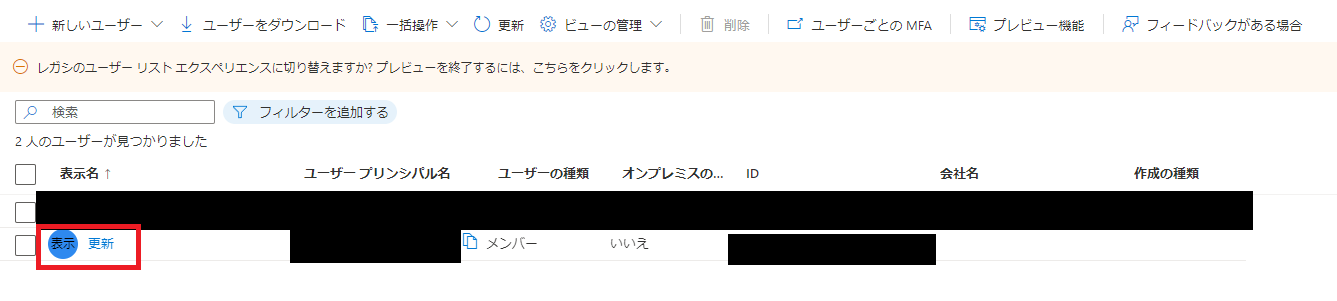 新しいユーザー ユーザーをダウンロード 一括操作 更新 ビューの管理 削除 ユーザーごとの MFA プレビュー機能 フィードバックがある場合
レガシのユーザー リスト エクスペリエンスに切り替えますか? プレビューを終了するには、こちらをクリックします。
検索 フィルターを追加する
2 人のユーザーが見つかりました
表示名 ↑ ユーザー プリンシパル名 ユーザーの種類 オンプレミスの... ID 会社名 作成の種類
表示 更新 メンバー いいえ